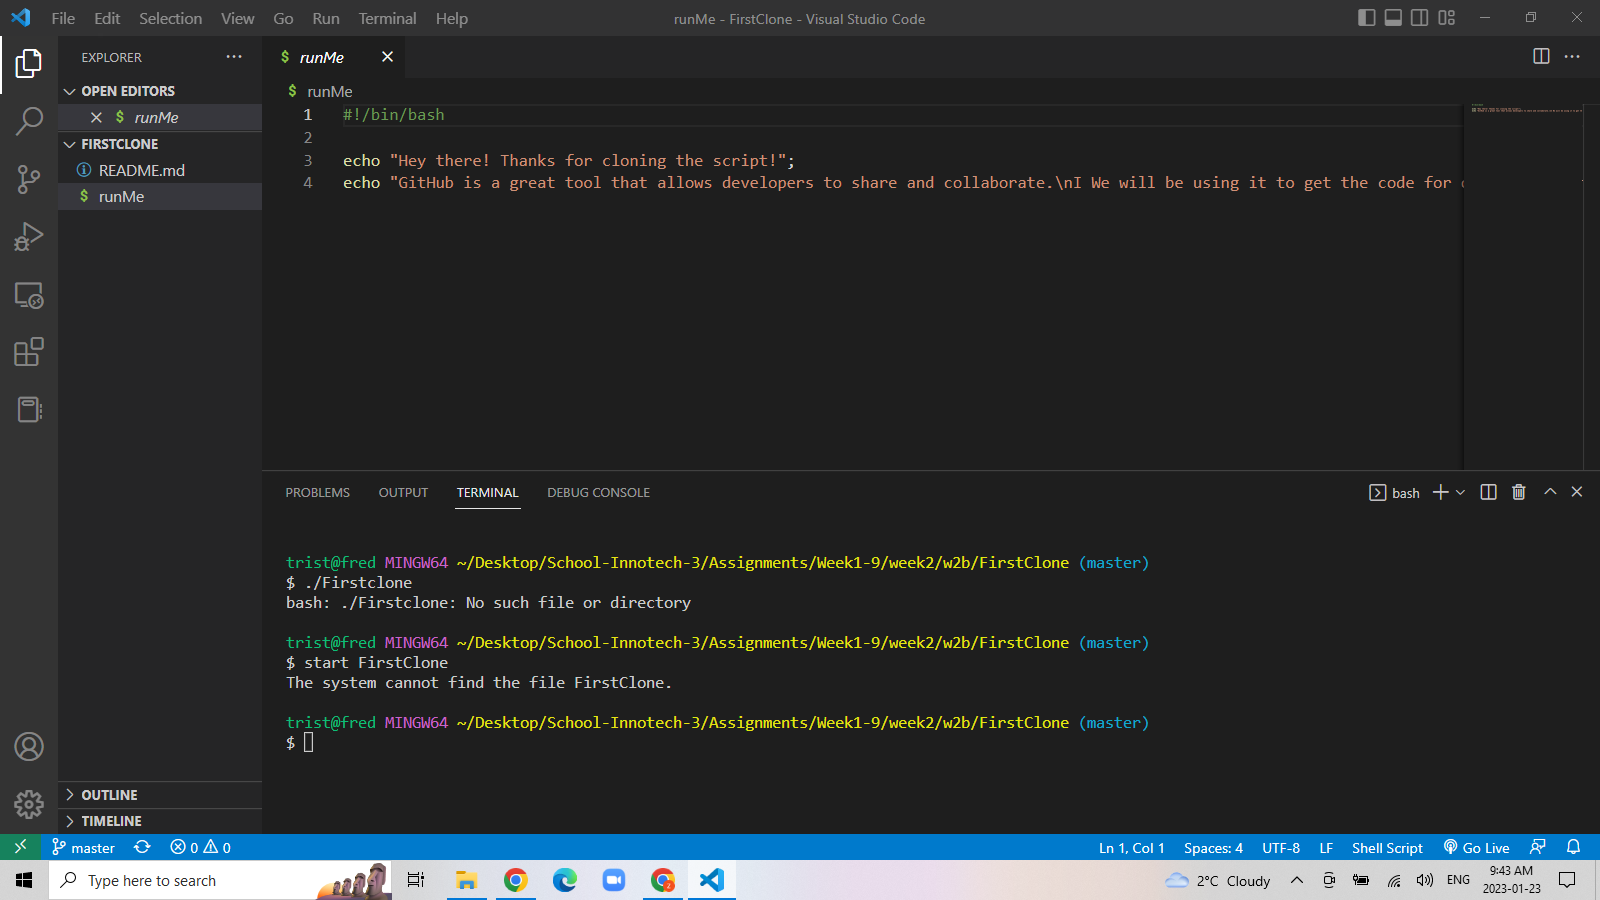 File Edit Selection View Go Run Terminal Help runMe - FirstClone - Visual Studio Code
EXPLORER
OPEN EDITORS
$ runMe
FIRSTCLONE
README.md
$ runMe
OUTLINE
TIMELINE
$ runMe
$ runMe
1 #!/bin/bash
2
3 echo "Hey there! Thanks for cloning the script!";
4 echo "GitHub is a great tool that allows developers to share and collaborate.\nI We will be using it to get the code for
PROBLEMS OUTPUT TERMINAL DEBUG CONSOLE bash
trist@fred MINGW64 ~/Desktop/School-Innotech-3/Assignments/Week1-9/week2/w2b/FirstClone (master)
$ ./Firstclone
bash: ./Firstclone: No such file or directory
trist@fred MINGW64 ~/Desktop/School-Innotech-3/Assignments/Week1-9/week2/w2b/FirstClone (master)
$ start FirstClone
The system cannot find the file FirstClone.
trist@fred MINGW64 ~/Desktop/School-Innotech-3/Assignments/Week1-9/week2/w2b/FirstClone (master)
$
master 0 0 Ln 1, Col 1 Spaces: 4 UTF-8 LF Shell Script Go Live
Type here to search 2°C Cloudy ENG 9:43 AM
2023-01-23